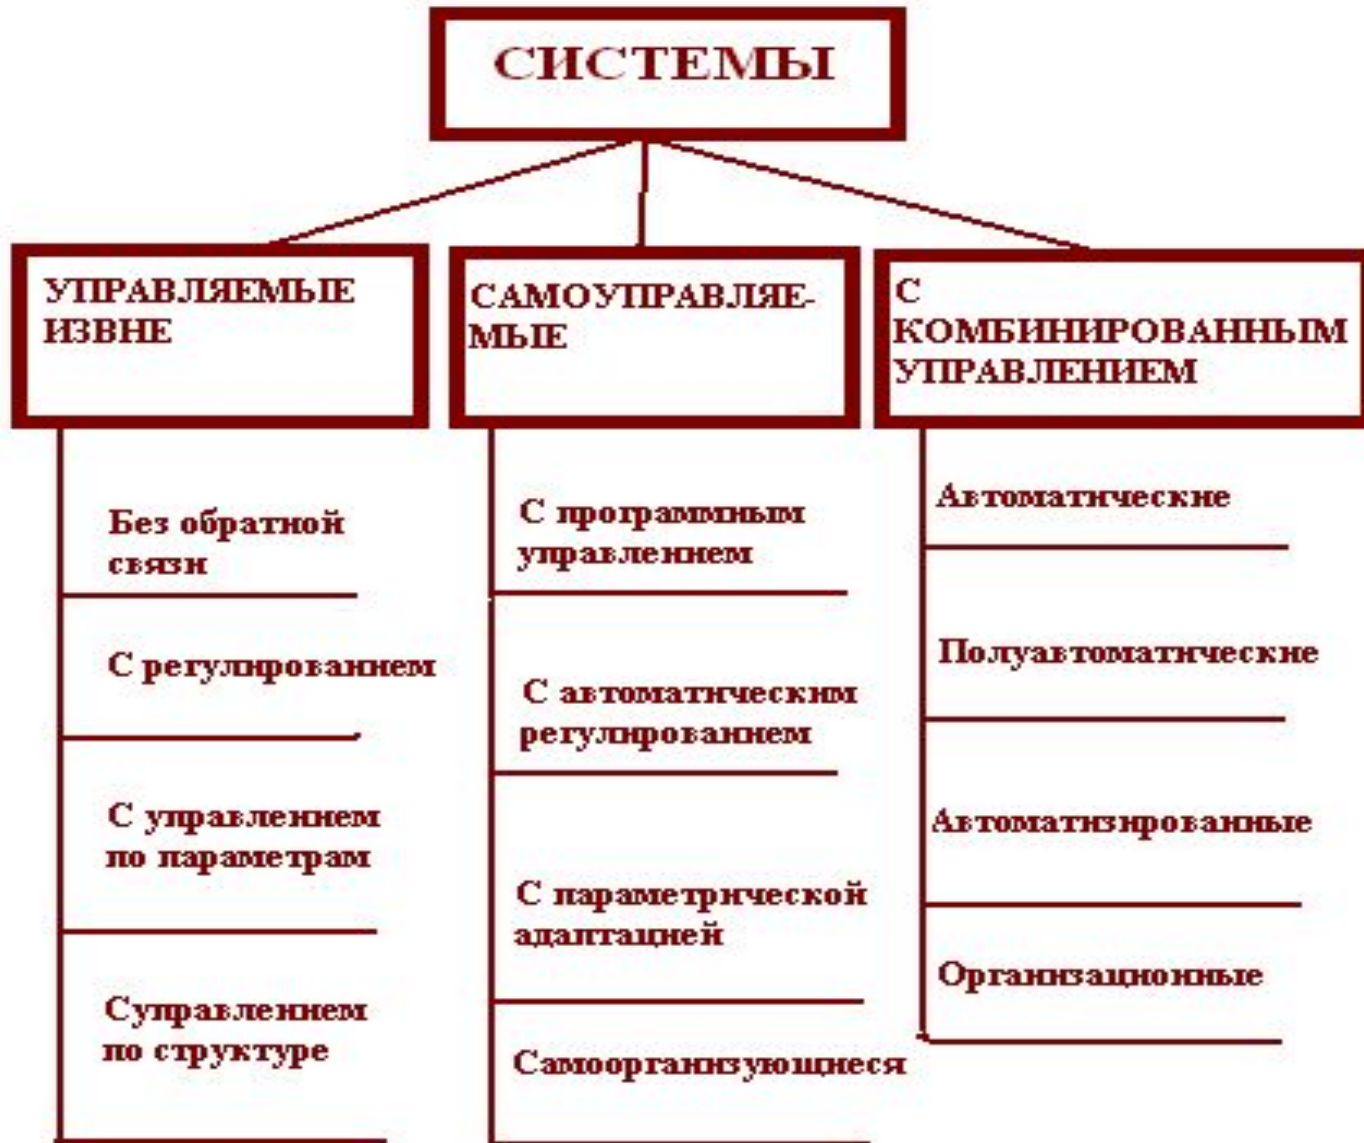 СИСТЕМЫ
УПРАВЛЯЕМЫЕ
ИЗВНЕ
Без обратной
связи
С регулированием
С управлением
по параметрам
Суправлением
по структуре
САМОУПРАВЛЯЕ-
МЫЕ
С программным
управлением
С автоматическим
регулированием
С параметрической
адаптацией
Самоорганизующиеся
С
КОМБИНИРОВАННЫМ
УПРАВЛЕНИЕМ
Автоматические
Полуавтоматические
Автоматизированные
Организационные